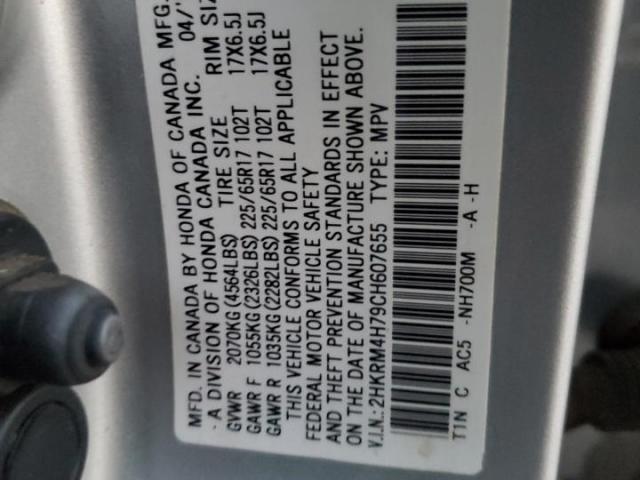 MFD. IN CANADA BY HONDA OF CANADA MFG.
- A DIVISION OF HONDA CANADA INC. 04/
GVWR 2070KG (4564LBS) TIRE SIZE RIM SIZ
GAWR F 1055KG (2326LBS) 225/65R17 102T 17X6.5J
GAWR R 1035KG (2282LBS) 225/65R17 102T 17X6.5J
THIS VEHICLE CONFORMS TO ALL APPLICABLE
FEDERAL MOTOR VEHICLE SAFETY
AND THEFT PREVENTION STANDARDS IN EFFECT
ON THE DATE OF MANUFACTURE SHOWN ABOVE.
V.I.N.: 2HKRM4H79CH607655 TYPE: MPV
T1N C AC5 -NH700M -A -H